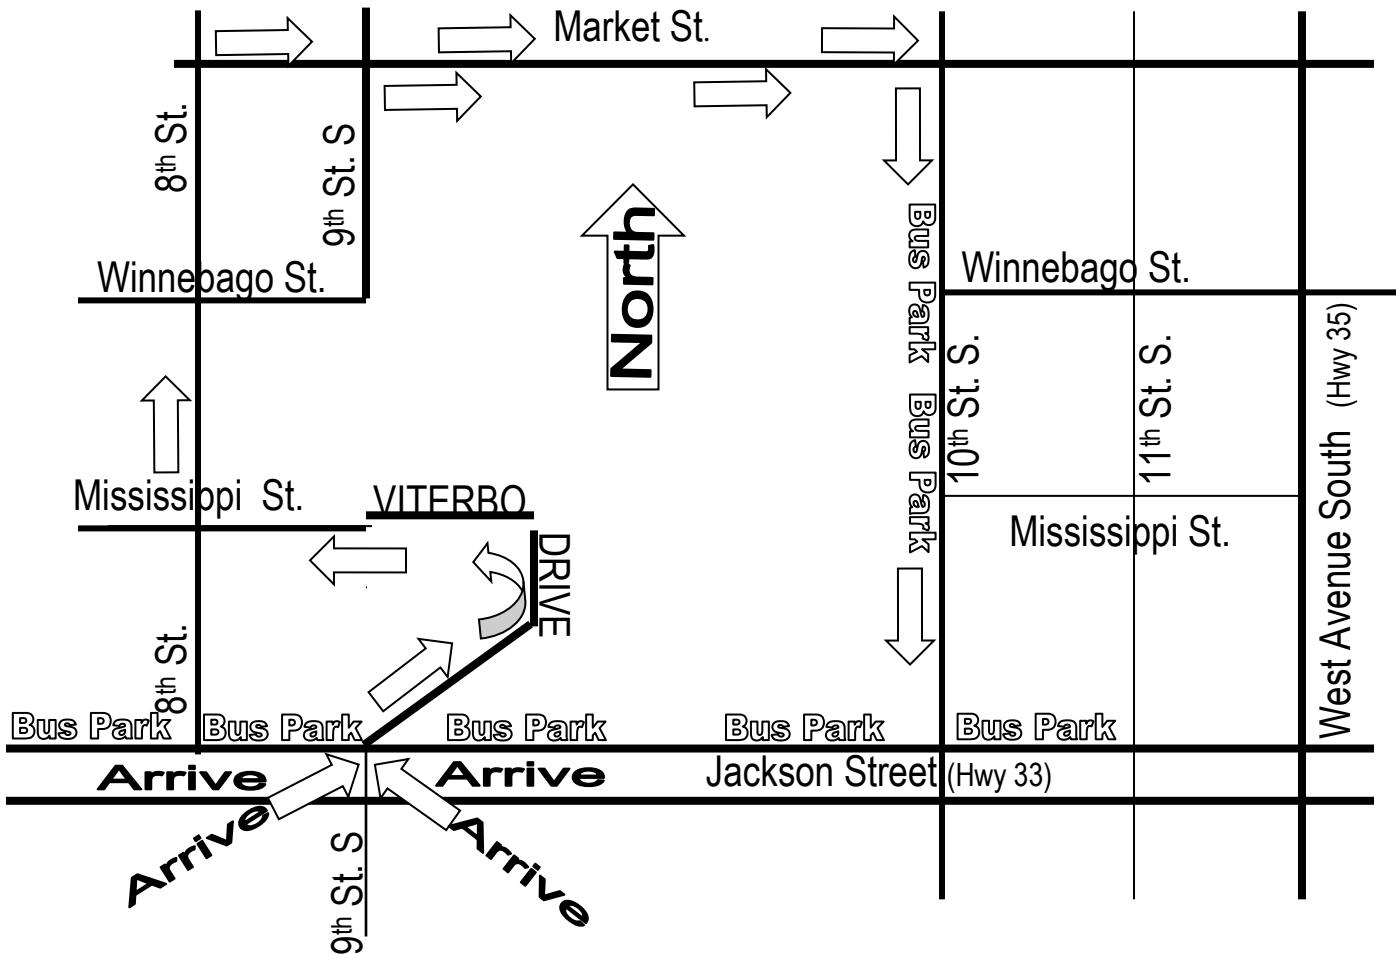 Market St.
8th St.
9th St. S
North
Bus Park
Winnebago St.
Winnebago St.
(Hwy 35)
10th St. S.
11th St. S.
Bus Park
West Avenue South
Mississippi St.
VITERBO
DRIVE
Mississippi St.
8th St.
Bus Park
Bus Park
Bus Park
Bus Park
Bus Park
Arrive
Arrive
Jackson Street (Hwy 33)
Arrive
Arrive
9th St. S